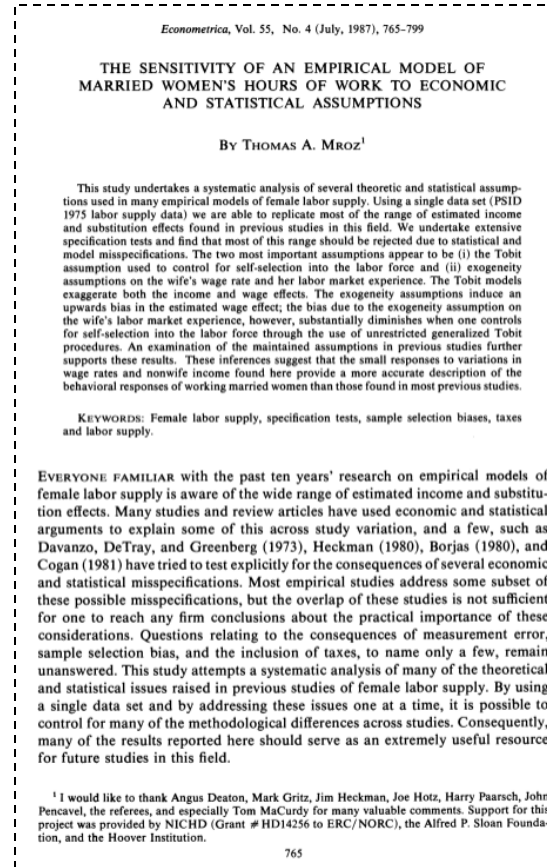 Econometrica, Vol. 55, No. 4 (July, 1987), 765–799
THE SENSITIVITY OF AN EMPIRICAL MODEL OF
MARRIED WOMEN'S HOURS OF WORK TO ECONOMIC
AND STATISTICAL ASSUMPTIONS
BY THOMAS A. MROZ¹
This study undertakes a systematic analysis of several theoretic and statistical assump-
tions used in many empirical models of female labor supply. Using a single data set (PSID
1975 labor supply data) we are able to replicate most of the range of estimated income
and substitution effects found in previous studies in this field. We undertake extensive
specification tests and find that most of this range should be rejected due to statistical and
model misspecifications. The two most important assumptions appear to be (i) the Tobit
assumption used to control for self-selection into the labor force and (ii) exogeneity
assumptions on the wife's wage rate and her labor market experience. The Tobit models
exaggerate both the income and wage effects. The exogeneity assumptions induce an
upwards bias in the estimated wage effect; the bias due to the exogeneity assumption on
the wife's labor market experience, however, substantially diminishes when one controls
for self-selection into the labor force through the use of unrestricted generalized Tobit
procedures. An examination of the maintained assumptions in previous studies further
supports these results. These inferences suggest that the small responses to variations in
wage rates and nonwife income found here provide a more accurate description of the
behavioral responses of working married women than those found in most previous studies.
KEYWORDS: Female labor supply, specification tests, sample selection biases, taxes
and labor supply.
EVERYONE FAMILIAR with the past ten years' research on empirical models of
female labor supply is aware of the wide range of estimated income and substitu-
tion effects. Many studies and review articles have used economic and statistical
arguments to explain some of this across study variation, and a few, such as
Davanzo, DeTray, and Greenberg (1973), Heckman (1980), Borjas (1980), and
Cogan (1981) have tried to test explicitly for the consequences of several economic
and statistical misspecifications. Most empirical studies address some subset of
these possible misspecifications, but the overlap of these studies is not sufficient
for one to reach any firm conclusions about the practical importance of these
considerations. Questions relating to the consequences of measurement error,
sample selection bias, and the inclusion of taxes, to name only a few, remain
unanswered. This study attempts a systematic analysis of many of the theoretical
and statistical issues raised in previous studies of female labor supply. By using
a single data set and by addressing these issues one at a time, it is possible to
control for many of the methodological differences across studies. Consequently,
many of the results reported here should serve as an extremely useful resource
for future studies in this field.
¹ I would like to thank Angus Deaton, Mark Gritz, Jim Heckman, Joe Hotz, Harry Paarsch, John
Pencavel, the referees, and especially Tom MaCurdy for many valuable comments. Support for this
project was provided by NICHD (Grant # HD14256 to ERC/NORC), the Alfred P. Sloan Founda-
tion, and the Hoover Institution.
765